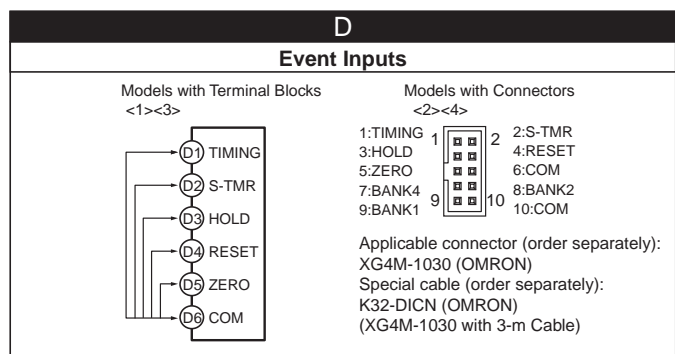 D
Event Inputs
Models with Terminal Blocks
<1><3>
D1 TIMING
D2 S-TMR
D3 HOLD
D4 RESET
D5 ZERO
D6 COM
Models with Connectors
<2><4>
1:TIMING 1 2 2:S-TMR
3:HOLD 4:RESET
5:ZERO 6:COM
7:BANK4 8:BANK2
9:BANK1 9 10 10:COM
Applicable connector (order separately):
XG4M-1030 (OMRON)
Special cable (order separately):
K32-DICN (OMRON)
(XG4M-1030 with 3-m Cable)